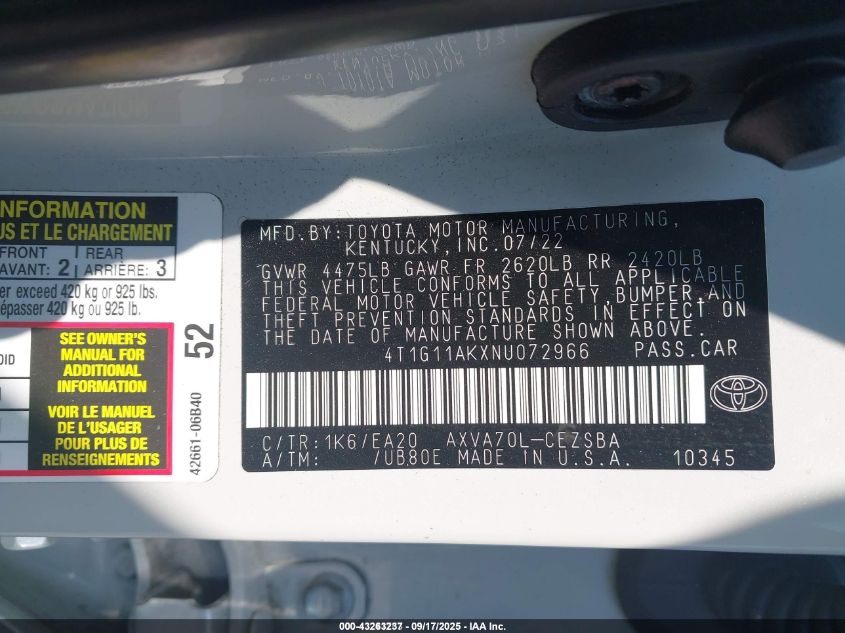 NFORMATION
US ET LE CHARGEMENT
FRONT
AVANT: 2
REAR
ARRIÈRE: 3
er exceed 420 kg or 925 lbs.
épasser 420 kg ou 925 lb.
OID
SEE OWNER'S
MANUAL FOR
ADDITIONAL
INFORMATION
VOIR LE MANUEL
DE L'USAGER
POUR PLUS DE
RENSEIGNEMENTS
52
42661-06B40
MFD. BY: TOYOTA MOTOR MANUFACTURING,
KENTUCKY, INC. 07/22
GVWR 4475LB GAWR FR 2620LB RR 2420LB
THIS VEHICLE CONFORMS TO ALL APPLICABLE
FEDERAL MOTOR VEHICLE SAFETY, BUMPER, AND
THEFT PREVENTION STANDARDS IN EFFECT ON
THE DATE OF MANUFACTURE SHOWN ABOVE.
4T1G11AKXNU072966 PASS.CAR
C/TR: 1K6/EA20 AXVA70L-CEZSBA
A/TM: /UB80E MADE IN U.S.A. 10345
000-43263237 - 09/17/2025 - IAA Inc.